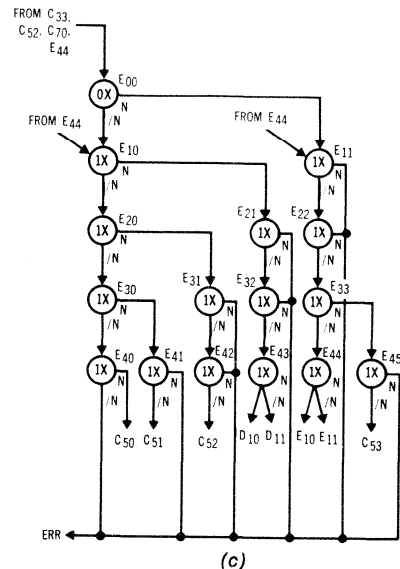 FROM C33,
C52, C70,
E44
0X E00
N
/N
FROM E44
FROM E44
1X E10
N
/N
1X E11
N
/N
1X E20
N
/N
E21 1X
N
/N
E22 1X
N
/N
1X E30
N
/N
E31 1X
N
/N
E32 1X
N
/N
1X E33
N
/N
1X E40
N
/N
1X E41
N
/N
1X E42
N
/N
1X E43
N
/N
1X E44
N
/N
1X E45
N
/N
C50
C51
C52
D10 D11
E10 E11
C53
ERR
(c)